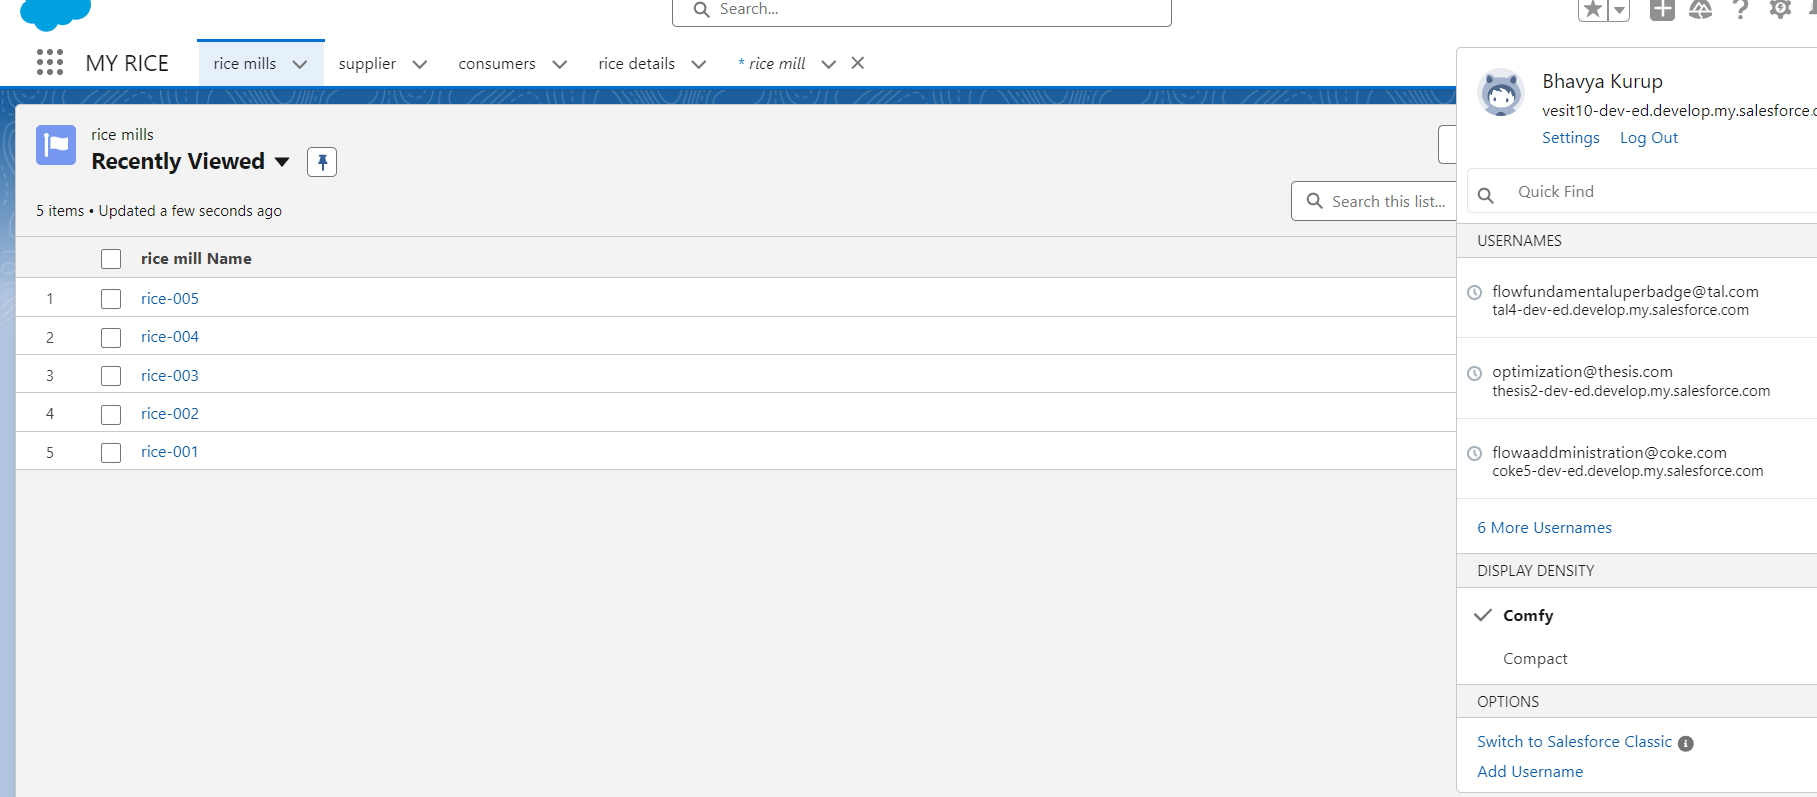 Search...
MY RICE
rice mills
supplier
consumers
rice details
* rice mill
rice mills
Recently Viewed
5 items • Updated a few seconds ago
Search this list...
rice mill Name
1 rice-005
2 rice-004
3 rice-003
4 rice-002
5 rice-001
Bhavya Kurup
vesit10-dev-ed.develop.my.salesforce.
Settings Log Out
Quick Find
USERNAMES
flowfundamentaluperbadge@tal.com
tal4-dev-ed.develop.my.salesforce.com
optimization@thesis.com
thesis2-dev-ed.develop.my.salesforce.com
flowaaddministration@coke.com
coke5-dev-ed.develop.my.salesforce.com
6 More Usernames
DISPLAY DENSITY
Comfy
Compact
OPTIONS
Switch to Salesforce Classic
Add Username